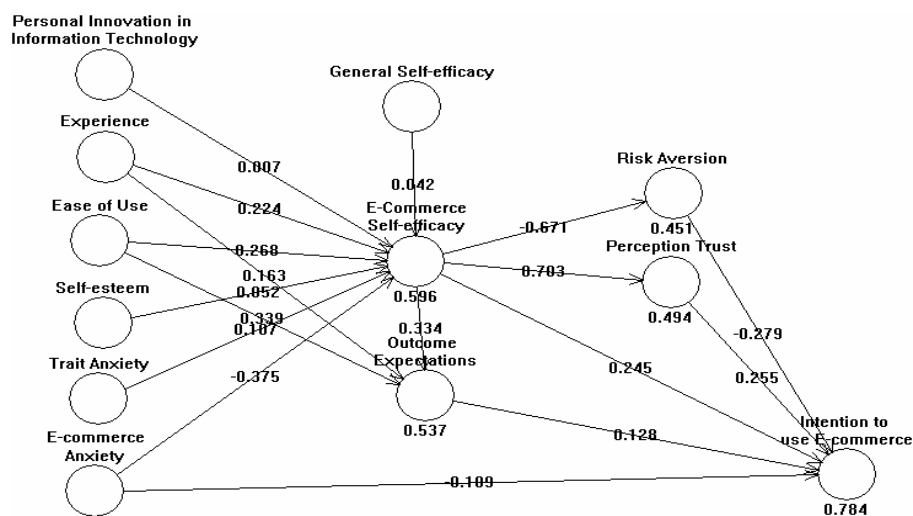 Personal Innovation in
Information Technology
General Self-efficacy
Experience
Risk Aversion
0.007
0.042
Ease of Use
0.224
E-Commerce
Self-efficacy
-0.671
0.451
Perception Trust
0.268
0.163
0.703
Self-esteem
0.052
0.596
0.494
0.339
0.107
0.334
-0.279
Outcome
Expectations
Trait Anxiety
-0.375
0.245
0.255
E-commerce
Anxiety
0.537
0.128
Intention to
use E-commerce
-0.109
0.784